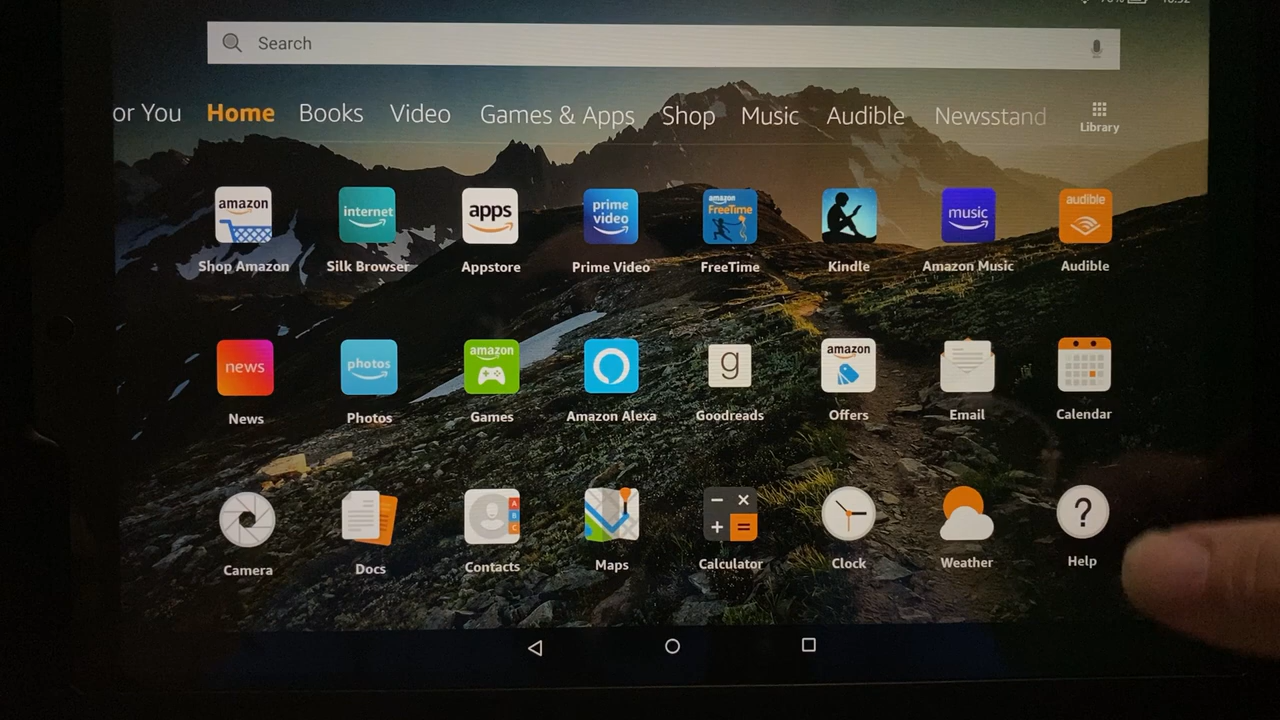 Search
or You Home Books Video Games & Apps Shop Music Audible Newsstand Library
amazon internet apps prime video amazon FreeTime music audible
Shop Amazon Silk Browser Appstore Prime Video FreeTime Kindle Amazon Music Audible
news photos amazon g amazon
News Photos Games Amazon Alexa Goodreads Offers Email Calendar
A B C
Camera Docs Contacts Maps Calculator Clock Weather Help